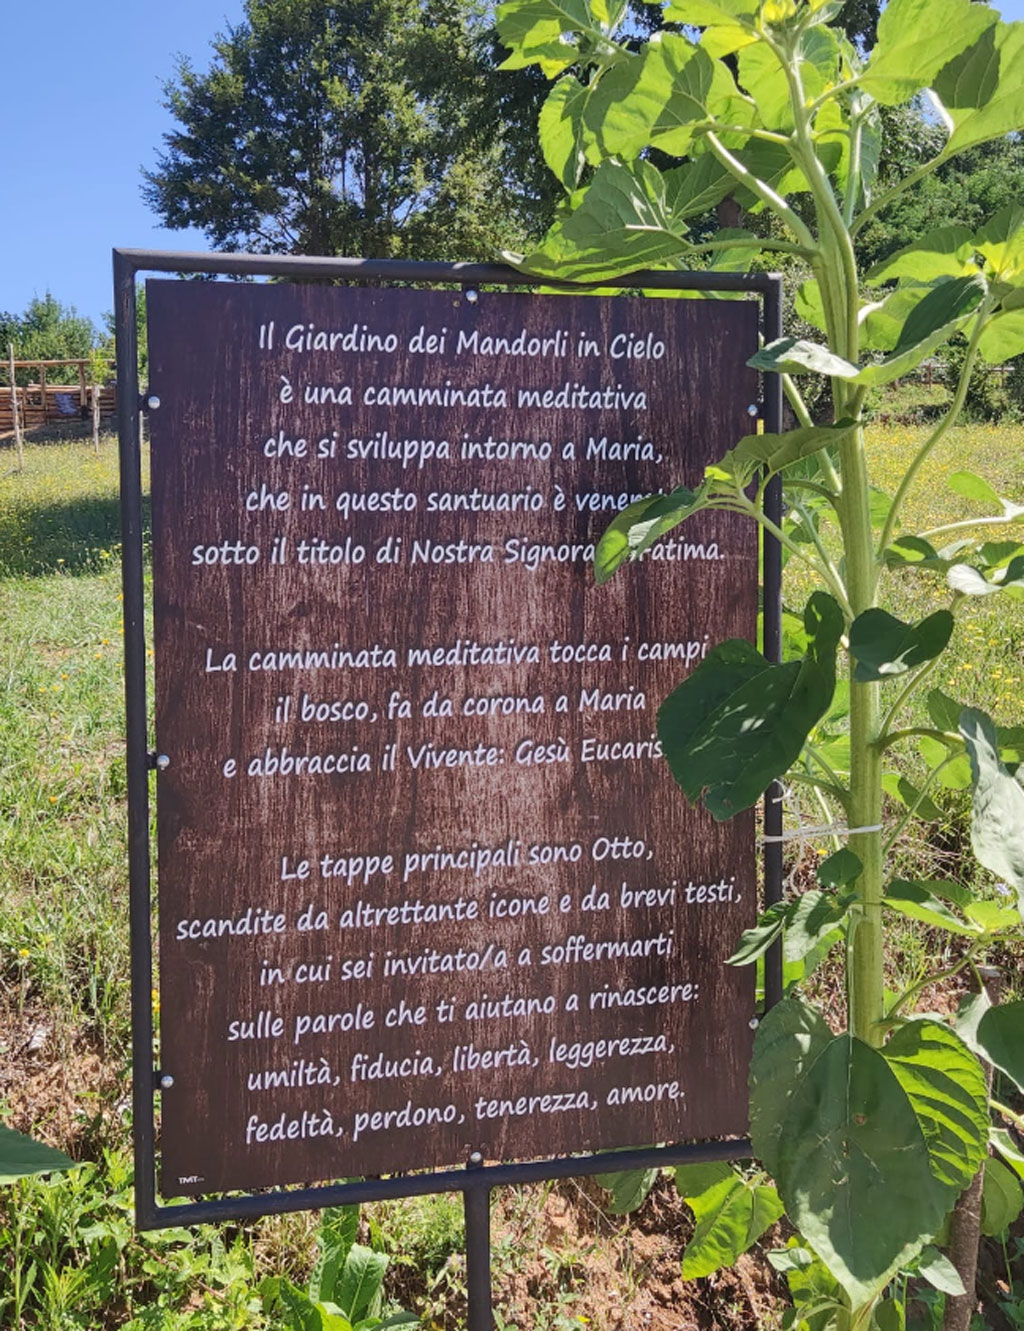 Il Giardino dei Mandorli in Cielo
è una camminata meditativa
che si sviluppa intorno a Maria,
che in questo santuario è
sotto il titolo di Nostra Signora Fatima.
La camminata meditativa tocca i campi
il bosco, fa da corona a Maria
e abbraccia il Vivente: Gesù
Le tappe principali sono Otto,
scandite da altrettante icone e da brevi testi,
in cui sei invitato/a a soffermarti
sulle parole che ti aiutano a rinascere:
umiltà, fiducia, libertà, leggerezza,
fedeltà, perdono, tenerezza, amore.
TMT